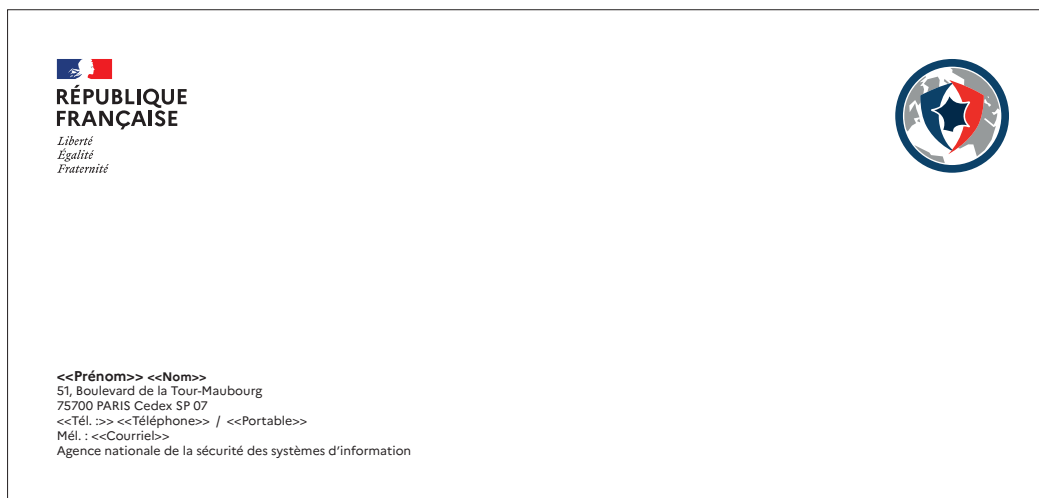 RÉPUBLIQUE
FRANÇAISE
Liberté
Égalité
Fraternité
<<Prénom>> <<Nom>>
51, Boulevard de la Tour-Maubourg
75700 PARIS Cedex SP 07
<<Tél. :>> <<Téléphone>> / <<Portable>>
Mél. : <<Courriel>>
Agence nationale de la sécurité des systèmes d’information